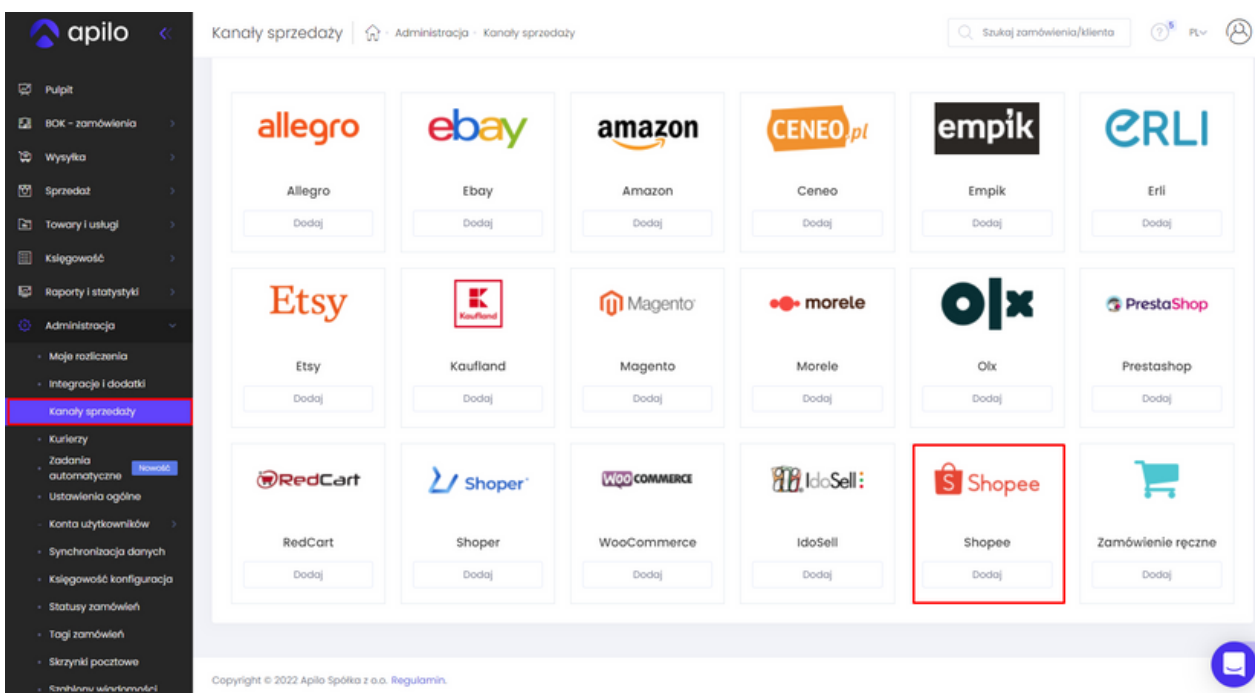 apilo
Kanały sprzedaży
Administracja · Kanały sprzedaży
Szukaj zamówienia/klienta
5
PL
Pulpit
BOK - zamówienia
Wysyłka
Sprzedaż
Towary i usługi
Księgowość
Raporty i statystyki
Administracja
Moje rozliczenia
Integracje i dodatki
Kanały sprzedaży
Kurierzy
Zadania
automatyczne Nowość
Ustawienia ogólne
Konta użytkowników
Synchronizacja danych
Księgowość konfiguracja
Statusy zamówień
Tagi zamówień
Skrzynki pocztowe
Szablony wiadomości
allegro ebay amazon CENEO.pl empik ERLI
Allegro Ebay Amazon Ceneo Empik Erli
Dodaj Dodaj Dodaj Dodaj Dodaj Dodaj
Etsy K Kaufland Magento morele olx PrestaShop
Etsy Kaufland Magento Morele Olx Prestashop
Dodaj Dodaj Dodaj Dodaj Dodaj Dodaj
RedCart Shoper WOO COMMERCE IdoSell S Shopee
RedCart Shoper WooCommerce IdoSell Shopee Zamówienie ręczne
Dodaj Dodaj Dodaj Dodaj Dodaj Dodaj
Copyright © 2022 Apilo Spółka z o.o. Regulamin.